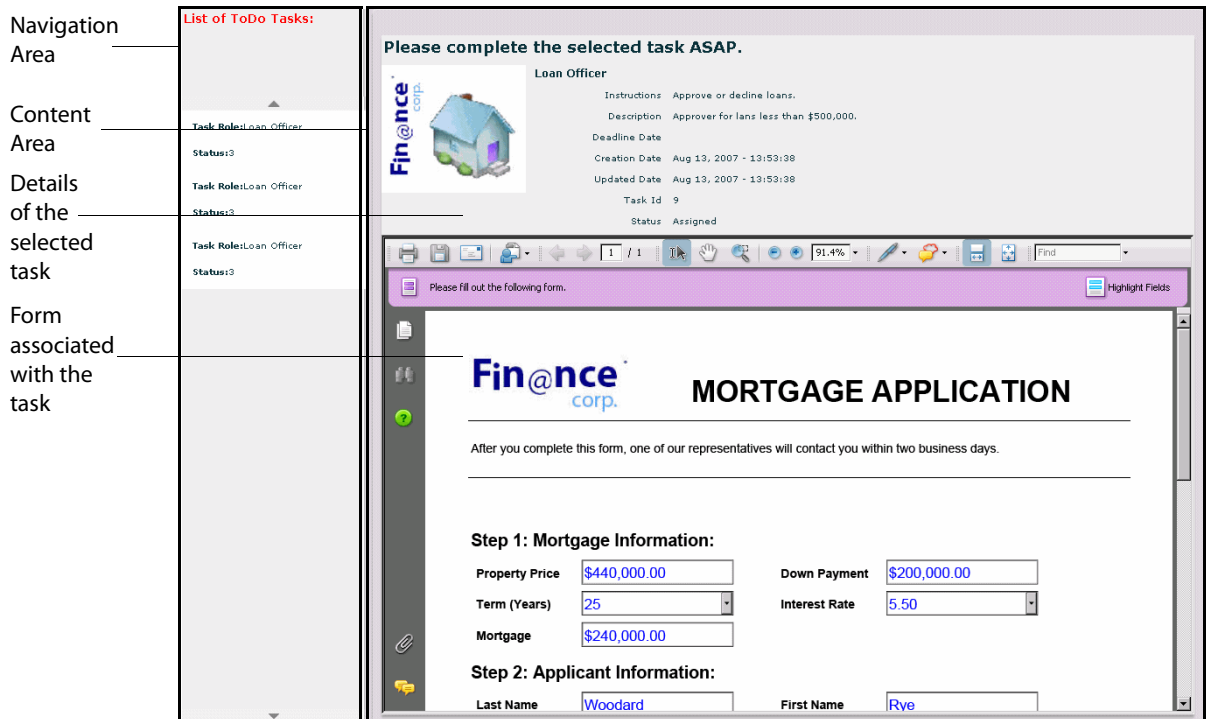 Navigation
Area
Content
Area
Details
of the
selected
task
Form
associated
with the
task
List of ToDo Tasks:
Task Role:Loan Officer
Status:3
Task Role:Loan Officer
Status:3
Task Role:Loan Officer
Status:3
Please complete the selected task ASAP.
Fin@nce
corp.
Loan Officer
Instructions Approve or decline loans.
Description Approver for lans less than $500,000.
Deadline Date
Creation Date Aug 13, 2007 - 13:53:38
Updated Date Aug 13, 2007 - 13:53:38
Task Id 9
Status Assigned
1 / 1 91.4% Find
Please fill out the following form. Highlight Fields
Fin@nce
corp.
MORTGAGE APPLICATION
After you complete this form, one of our representatives will contact you within two business days.
Step 1: Mortgage Information:
Property Price $440,000.00 Down Payment $200,000.00
Term (Years) 25 Interest Rate 5.50
Mortgage $240,000.00
Step 2: Applicant Information:
Last Name Woodard First Name Rye